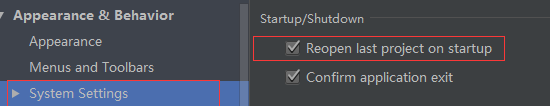 Appearance & Behavior
Appearance
Menus and Toolbars
System Settings
Startup/Shutdown
Reopen last project on startup
Confirm application exit